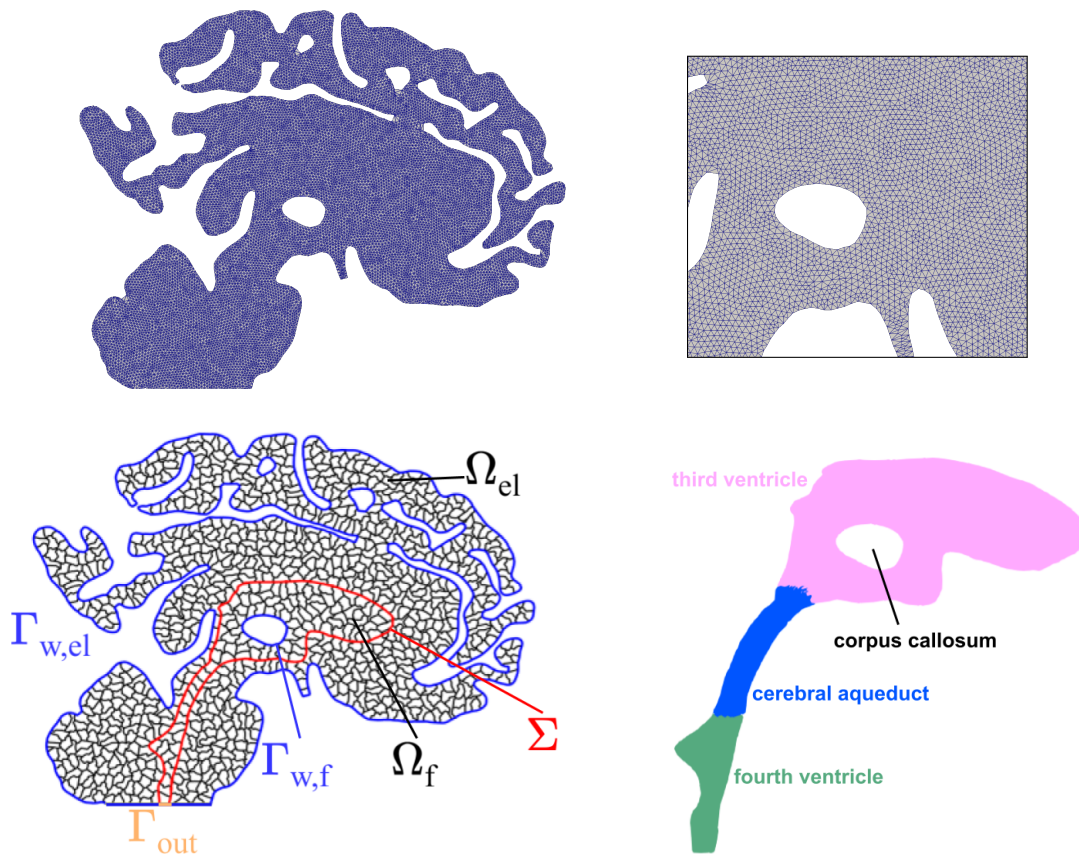 Ω_el
third ventricle
Γ_w,el
corpus callosum
cerebral aqueduct
Σ
Γ_w,f
Ω_f
fourth ventricle
Γ_out